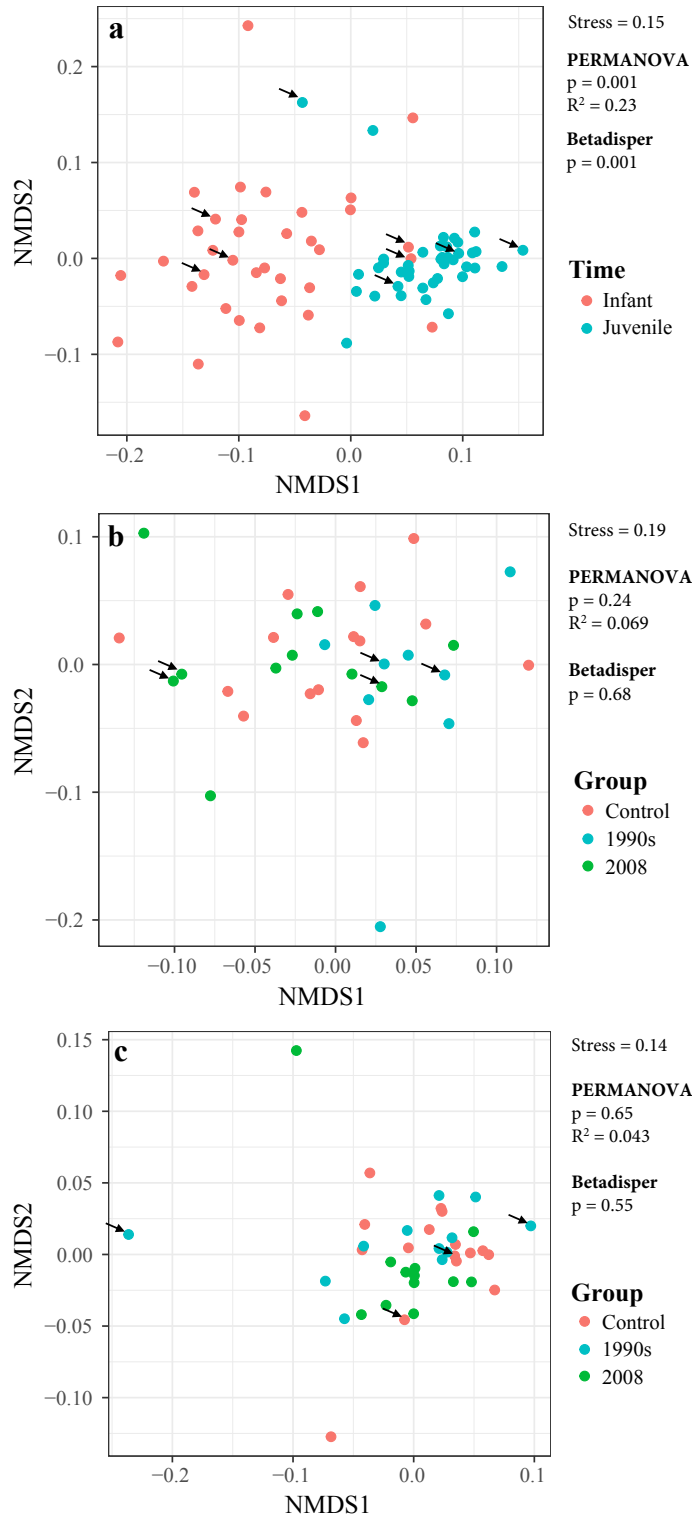 a
Stress = 0.15
PERMANOVA
p = 0.001
R² = 0.23
Betadisper
p = 0.001
Time
Infant
Juvenile
NMDS2
0.2
0.1
0.0
−0.1
−0.2
−0.1
0.0
0.1
NMDS1
b
Stress = 0.19
PERMANOVA
p = 0.24
R² = 0.069
Betadisper
p = 0.68
Group
Control
1990s
2008
NMDS2
0.1
0.0
−0.1
−0.2
−0.10
−0.05
0.00
0.05
0.10
NMDS1
c
Stress = 0.14
PERMANOVA
p = 0.65
R² = 0.043
Betadisper
p = 0.55
Group
Control
1990s
2008
NMDS2
0.15
0.10
0.05
0.00
−0.05
−0.10
−0.2
−0.1
0.0
0.1
NMDS1